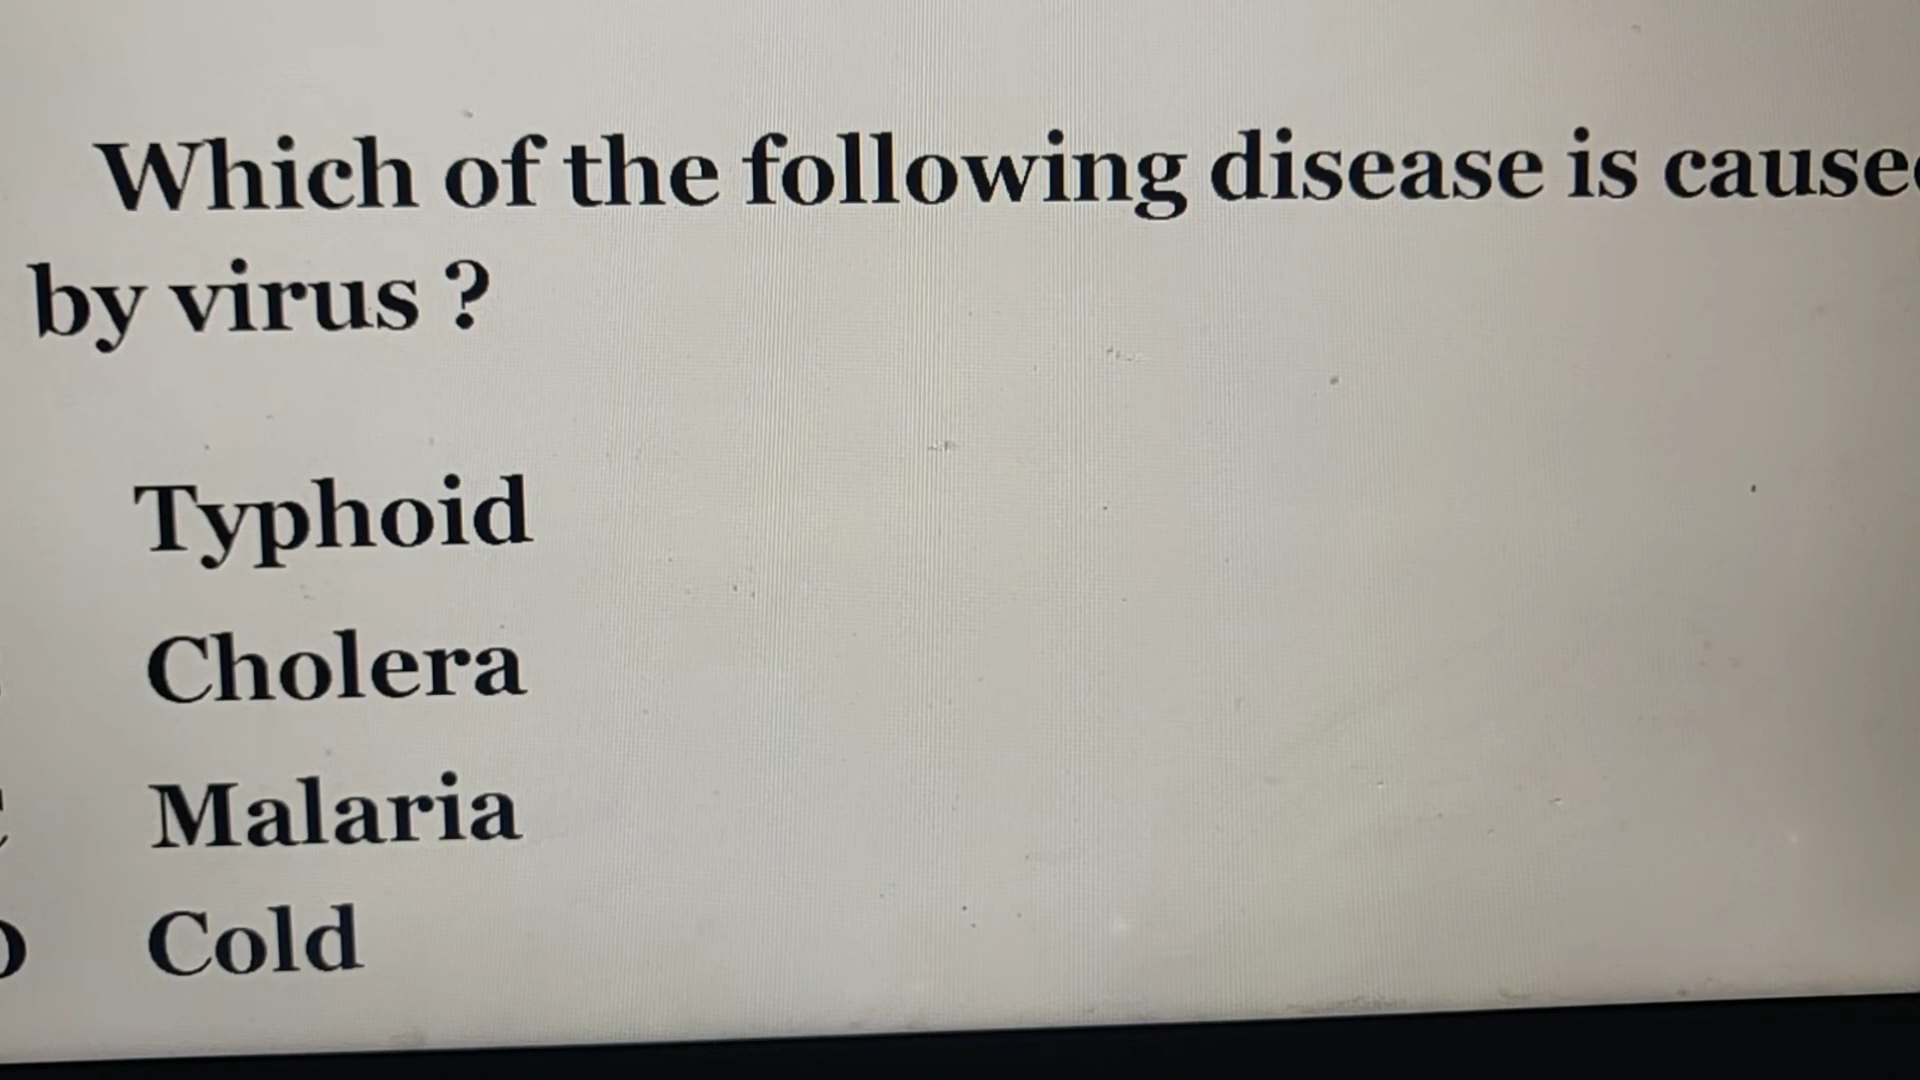 Which of the following disease is cause
by virus ?
Typhoid
Cholera
Malaria
Cold